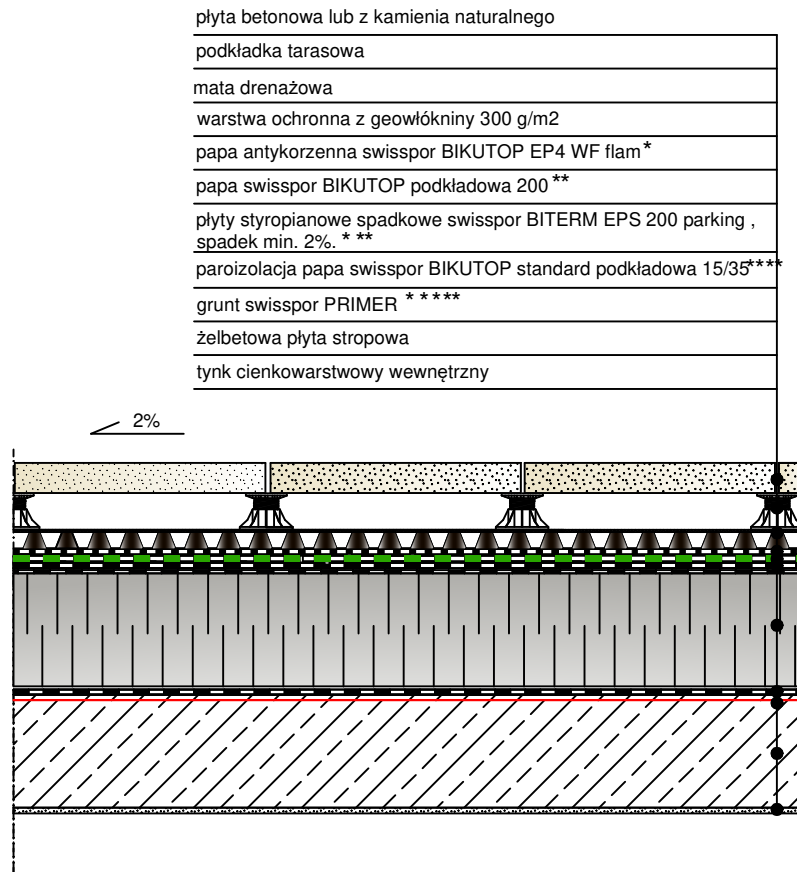 płyta betonowa lub z kamienia naturalnego
podkładka tarasowa
mata drenażowa
warstwa ochronna z geowłókniny 300 g/m2
papa antykorzenna swisspor BIKUTOP EP4 WF flam *
papa swisspor BIKUTOP podkładowa 200 **
płyty styropianowe spadkowe swisspor BITERM EPS 200 parking ,
spadek min. 2%. * **
paroizolacja papa swisspor BIKUTOP standard podkładowa 15/35****
grunt swisspor PRIMER * * ***
żelbetowa płyta stropowa
tynk cienkowarstwowy wewnętrzny
2%